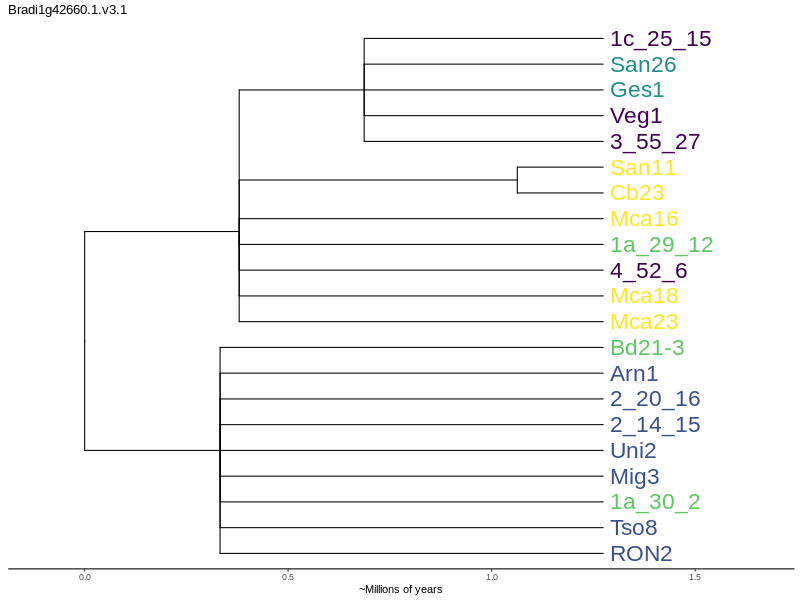 Bradi1g42660.1.v3.1
1c_25_15
San26
Ges1
Veg1
3_55_27
San11
Cb23
Mca16
1a_29_12
4_52_6
Mca18
Mca23
Bd21-3
Arn1
2_20_16
2_14_15
Uni2
Mig3
1a_30_2
Tso8
RON2
0.0 0.5 1.0 1.5
~Millions of years